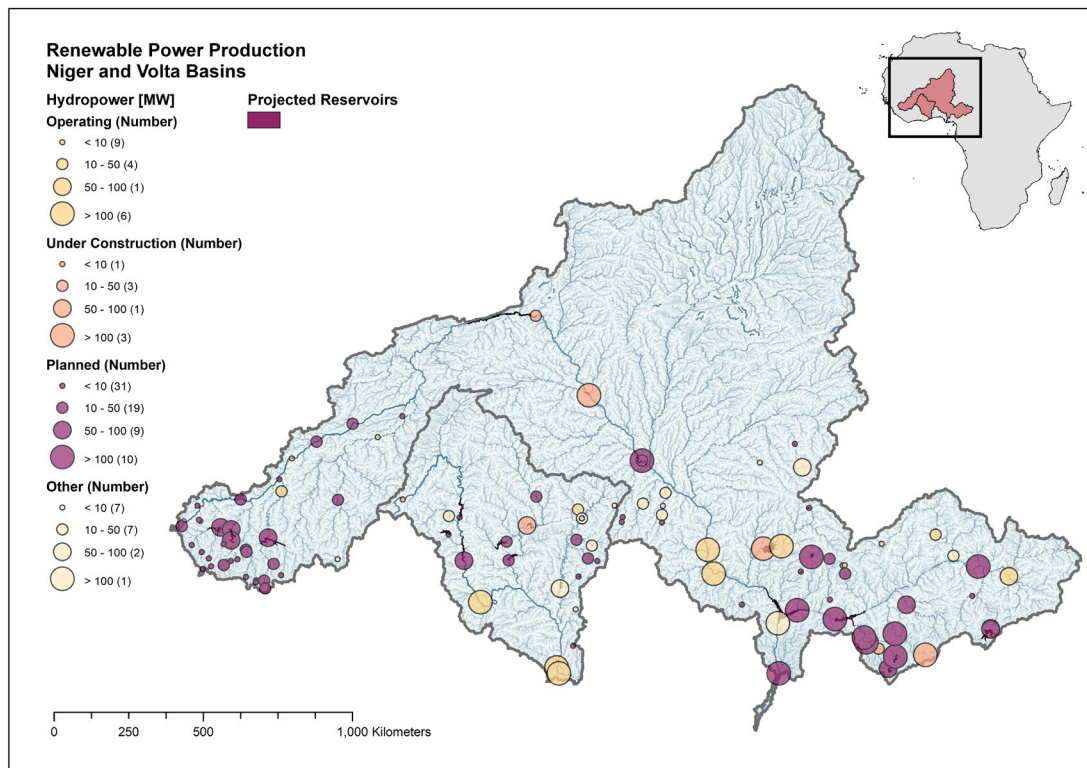 Renewable Power Production
Niger and Volta Basins
Hydropower [MW]
Projected Reservoirs
Operating (Number)
< 10 (9)
10 - 50 (4)
50 - 100 (1)
> 100 (6)
Under Construction (Number)
< 10 (1)
10 - 50 (3)
50 - 100 (1)
> 100 (3)
Planned (Number)
< 10 (31)
10 - 50 (19)
50 - 100 (9)
> 100 (10)
Other (Number)
< 10 (7)
10 - 50 (7)
50 - 100 (2)
> 100 (1)
0 250 500 1,000 Kilometers